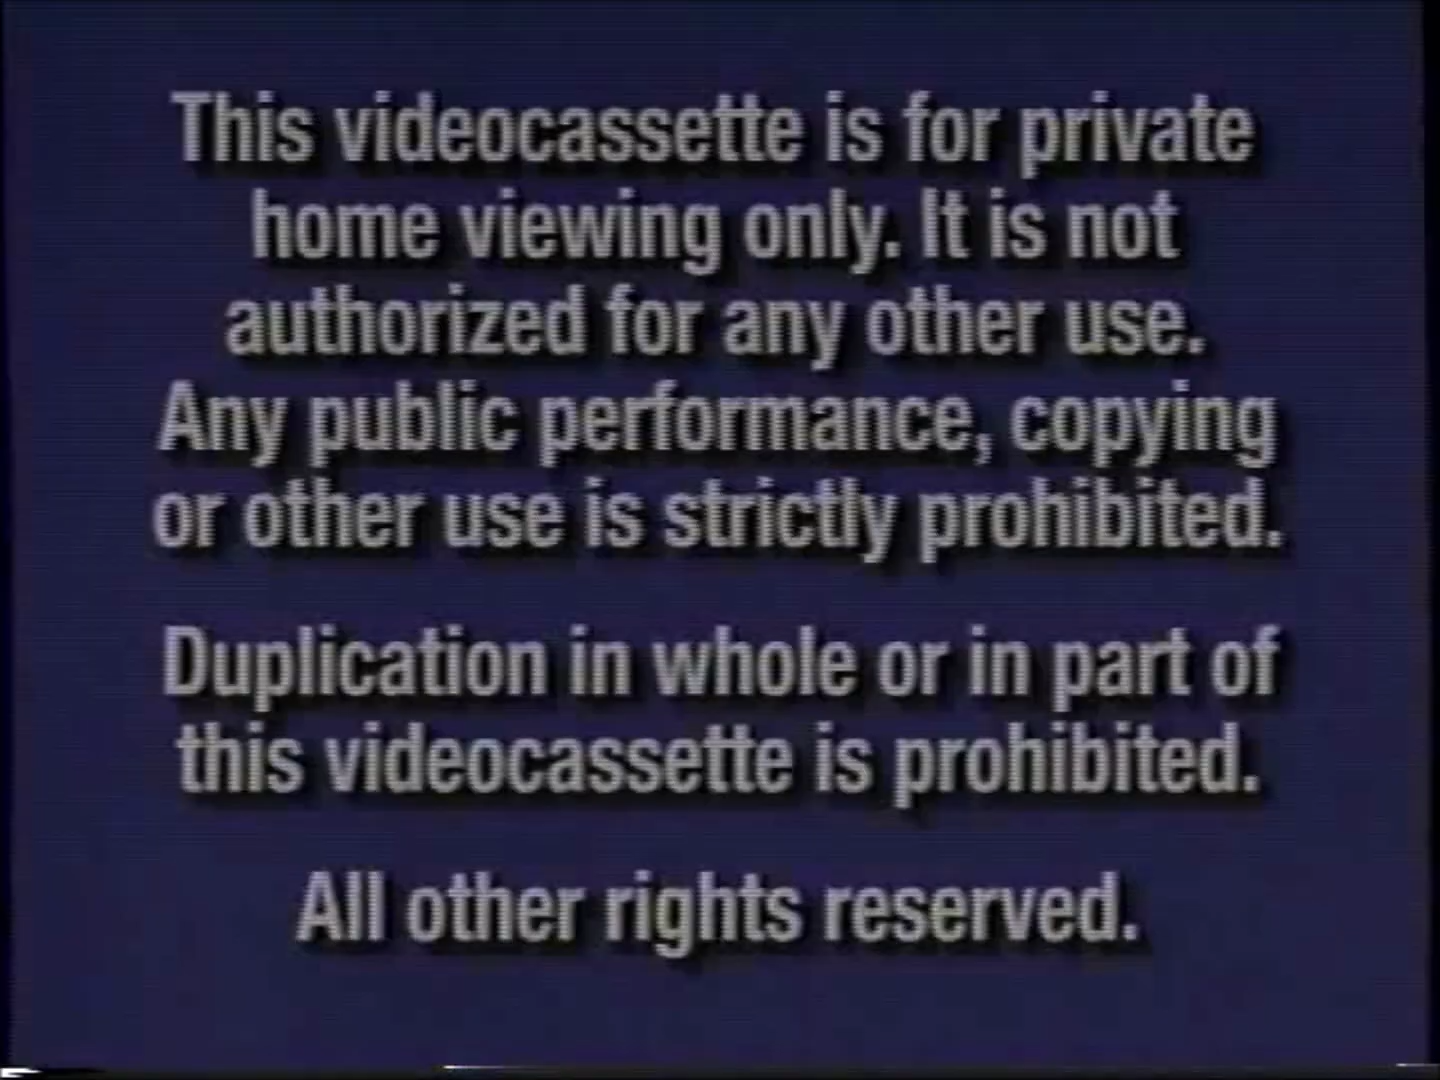 This videocassette is for private
home viewing only. It is not
authorized for any other use.
Any public performance, copying
or other use is strictly prohibited.
Duplication in whole or in part of
this videocassette is prohibited.
All other rights reserved.